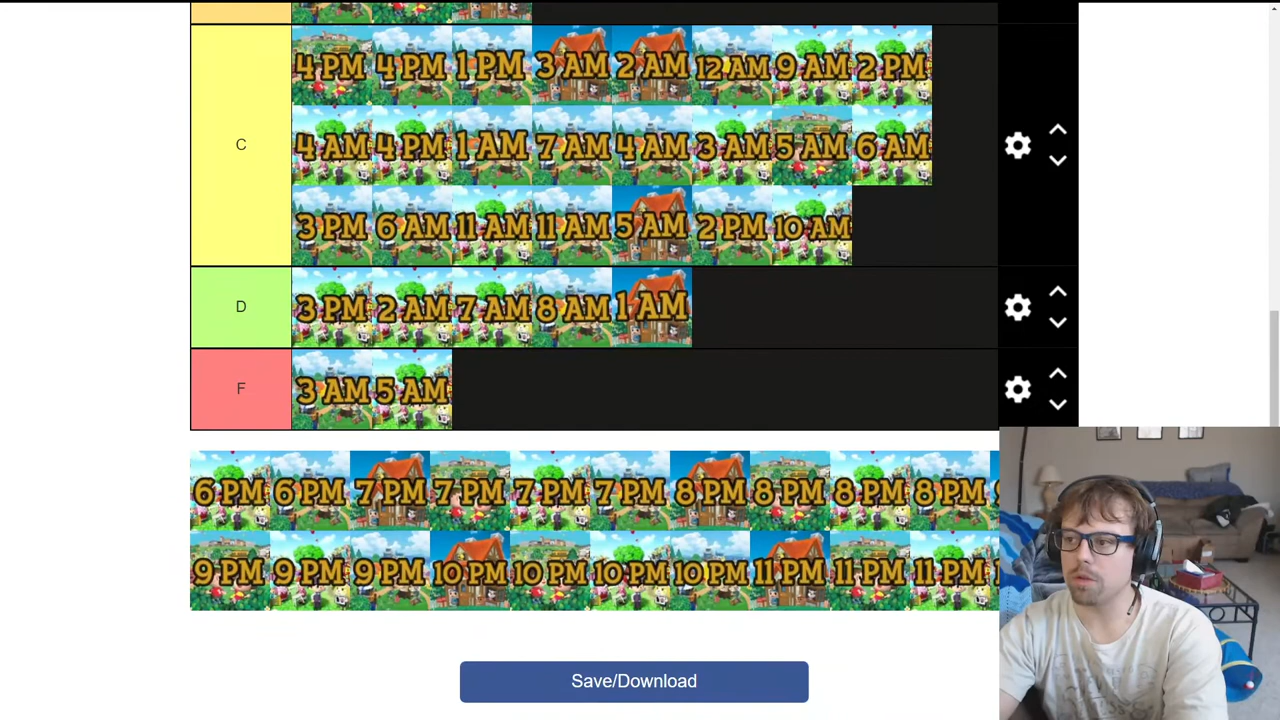 C
4 PM 4 PM 1 PM 3 AM 2 AM 12 AM 9 AM 2 PM
4 AM 4 PM 1 AM 7 AM 4 AM 3 AM 5 AM 6 AM
3 PM 6 AM 11 AM 11 AM 5 AM 2 PM 10 AM
D
3 PM 2 AM 7 AM 8 AM 1 AM
F
3 AM 5 AM
6 PM 6 PM 7 PM 7 PM 7 PM 7 PM 8 PM 8 PM 8 PM 8 PM
9 PM 9 PM 9 PM 10 PM 10 PM 10 PM 10 PM 11 PM 11 PM 11 PM
Save/Download